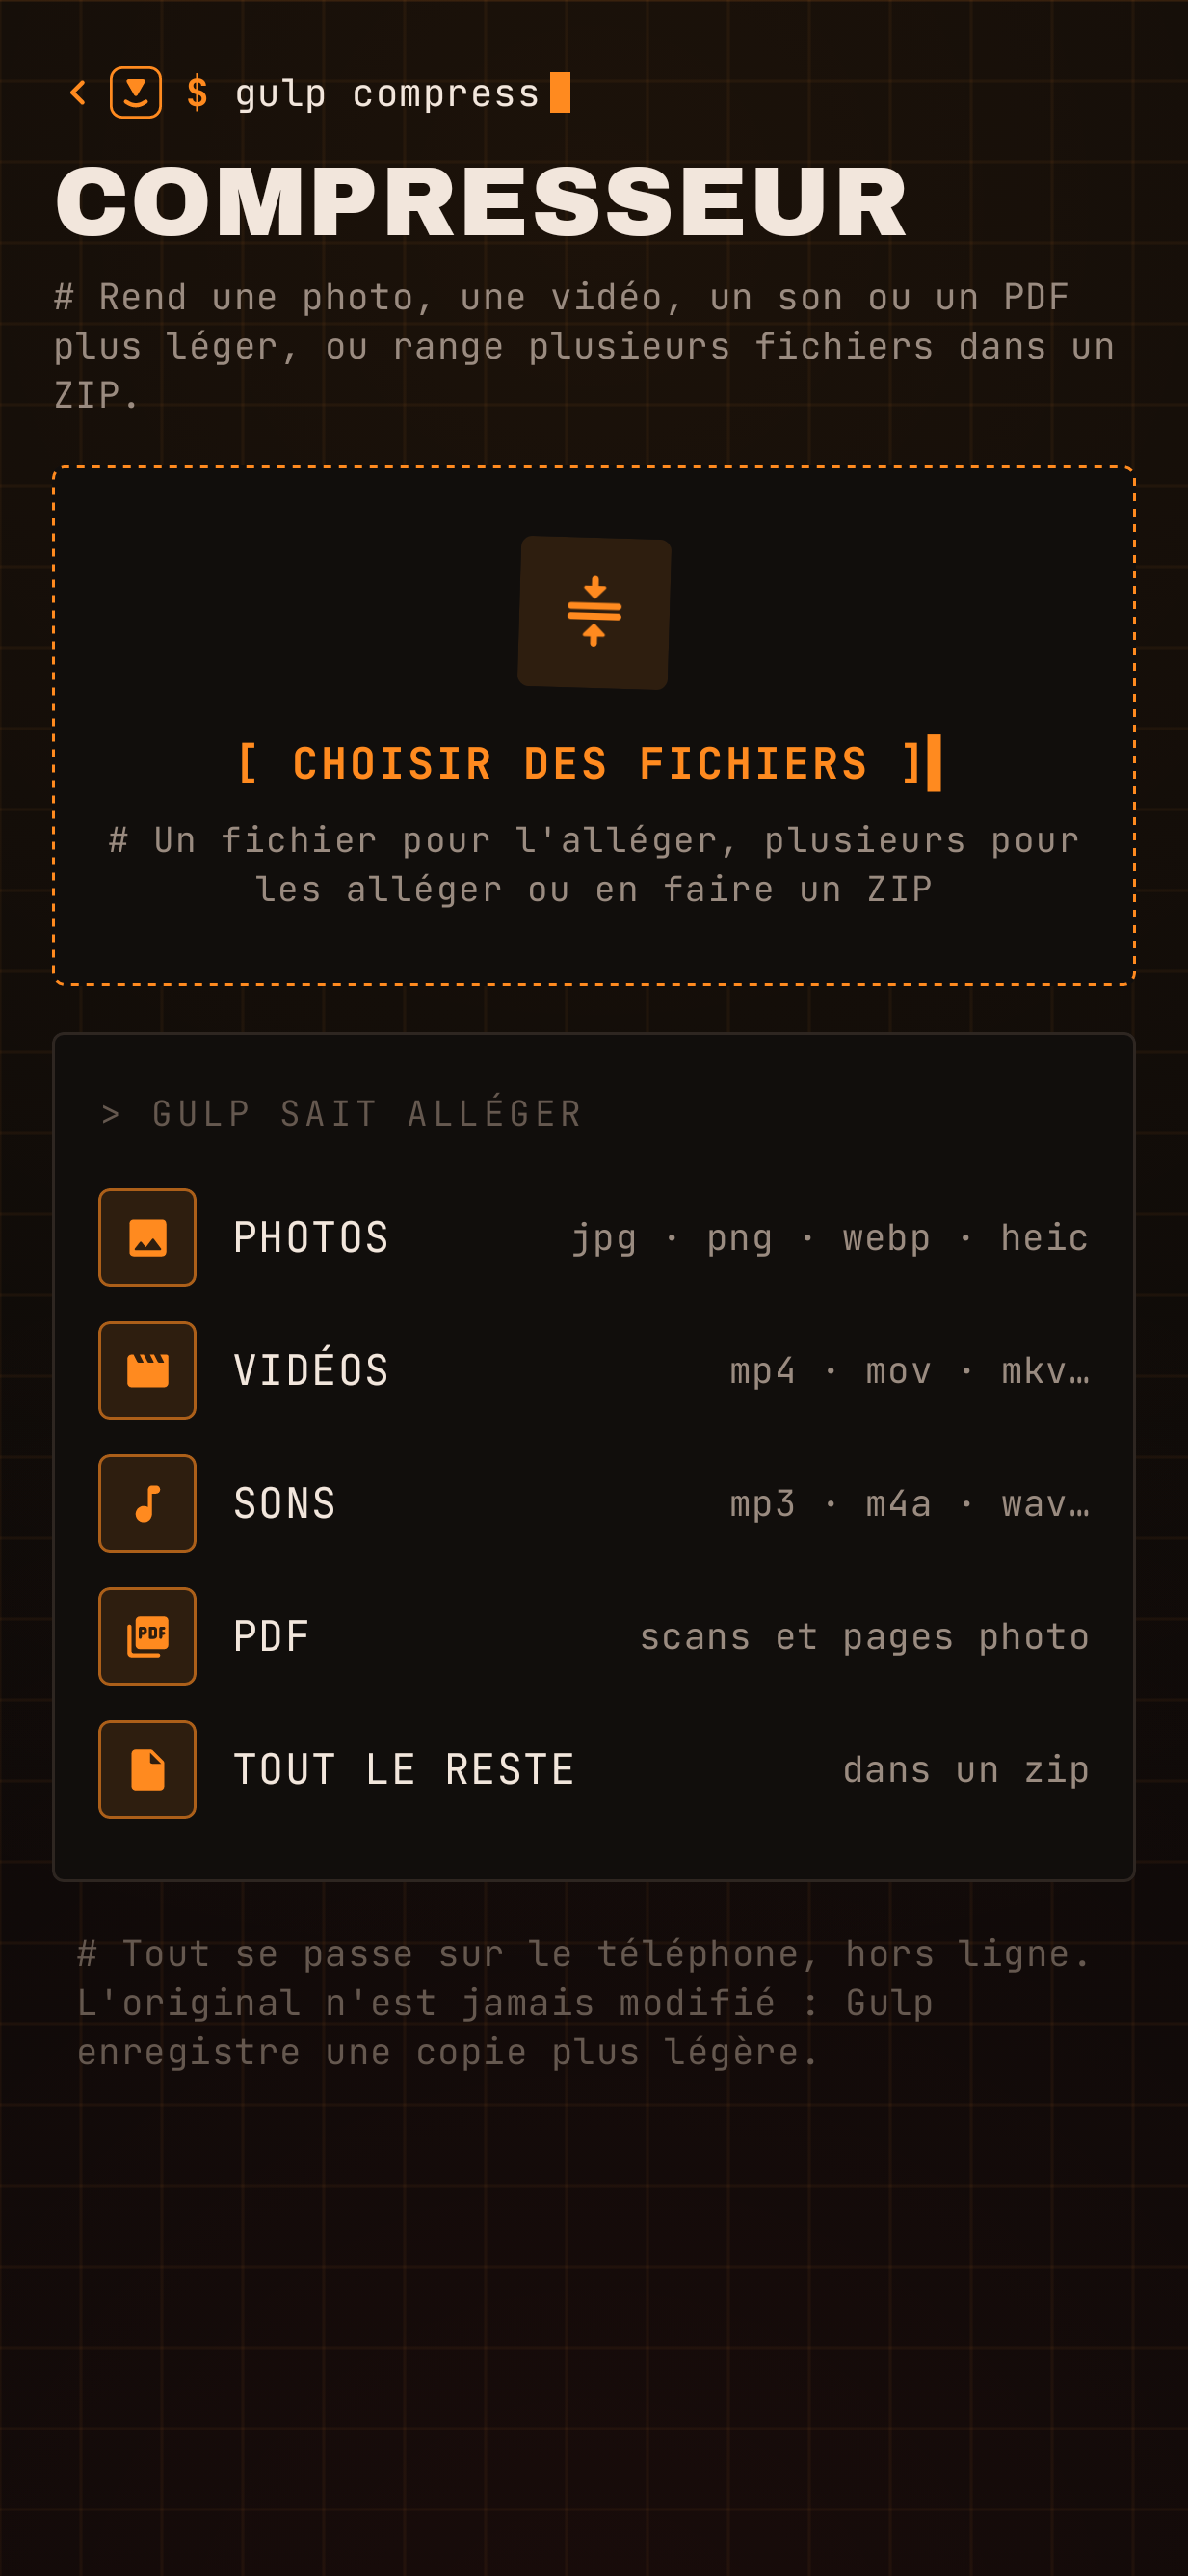 $ gulp compress
COMPRESSEUR
# Rend une photo, une vidéo, un son ou un PDF
plus léger, ou range plusieurs fichiers dans un
ZIP.
[ CHOISIR DES FICHIERS ]
# Un fichier pour l'alléger, plusieurs pour
les alléger ou en faire un ZIP
> GULP SAIT ALLÉGER
PHOTOS jpg · png · webp · heic
VIDÉOS mp4 · mov · mkv…
SONS mp3 · m4a · wav…
PDF PDF scans et pages photo
TOUT LE RESTE dans un zip
# Tout se passe sur le téléphone, hors ligne.
L'original n'est jamais modifié : Gulp
enregistre une copie plus légère.